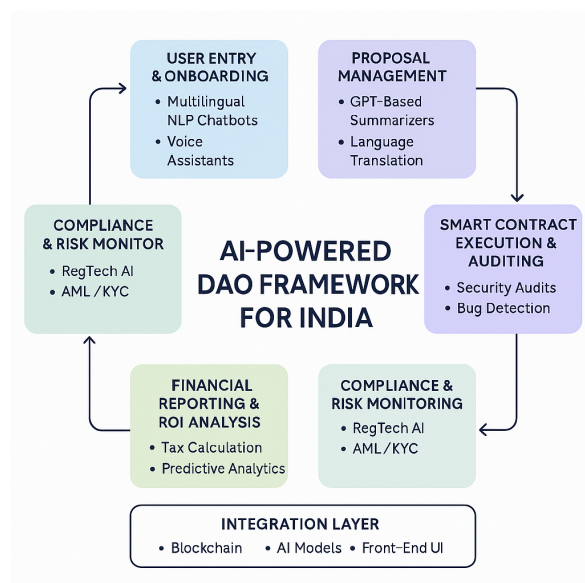 USER ENTRY
& ONBOARDING
• Multilingual
NLP Chatbots
• Voice
Assistants
PROPOSAL
MANAGEMENT
• GPT-Based
Summarizers
• Language
Translation
COMPLIANCE
& RISK MONITOR
• RegTech AI
• AML/KYC
AI-POWERED
DAO FRAMEWORK
FOR INDIA
SMART CONTRACT
EXECUTION &
AUDITING
• Security Audits
• Bug Detection
FINANCIAL
REPORTING &
ROI ANALYSIS
• Tax Calculation
• Predictive Analytics
COMPLIANCE &
RISK MONITORING
• RegTech AI
• AML/KYC
INTEGRATION LAYER
• Blockchain • AI Models • Front-End UI